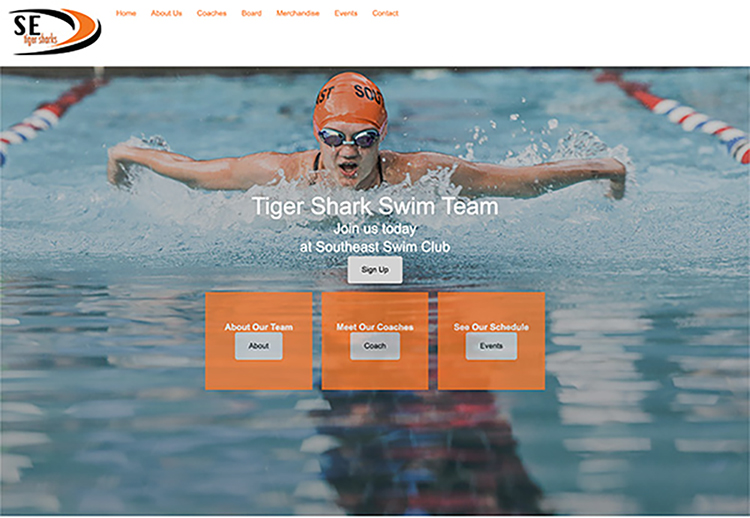 SE
tiger sharks
Home About Us Coaches Board Merchandise Events Contact
Tiger Shark Swim Team
Join us today
at Southeast Swim Club
Sign Up
About Our Team Meet Our Coaches See Our Schedule
About Coach Events